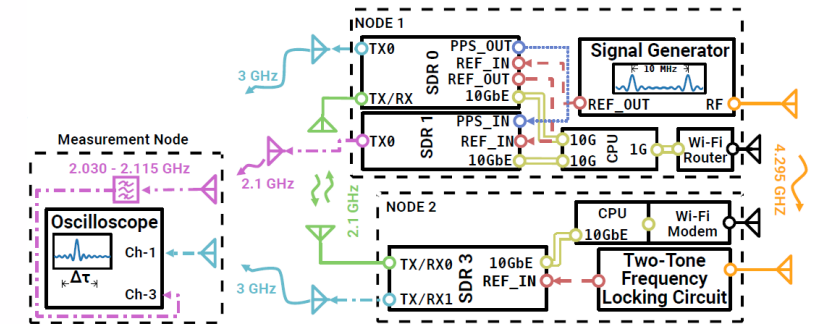 NODE 1
TX0
PPS_OUT
REF_IN
REF_OUT
10GbE
TX/RX
SDR 0
Signal Generator
10 MHz
REF_OUT
RF
3 GHz
TX0
SDR 1
PPS_IN
REF_IN
10GbE
10G
10G
CPU
1G
Wi-Fi
Router
2.1 GHz
2.1 GHz
4.295 GHZ
Measurement Node
2.030 - 2.115 GHz
Oscilloscope
Δτ
Ch-1
Ch-3
3 GHz
NODE 2
TX/RX0
TX/RX1
SDR 3
10GbE
REF_IN
CPU
10GbE
Wi-Fi
Modem
Two-Tone
Frequency
Locking Circuit